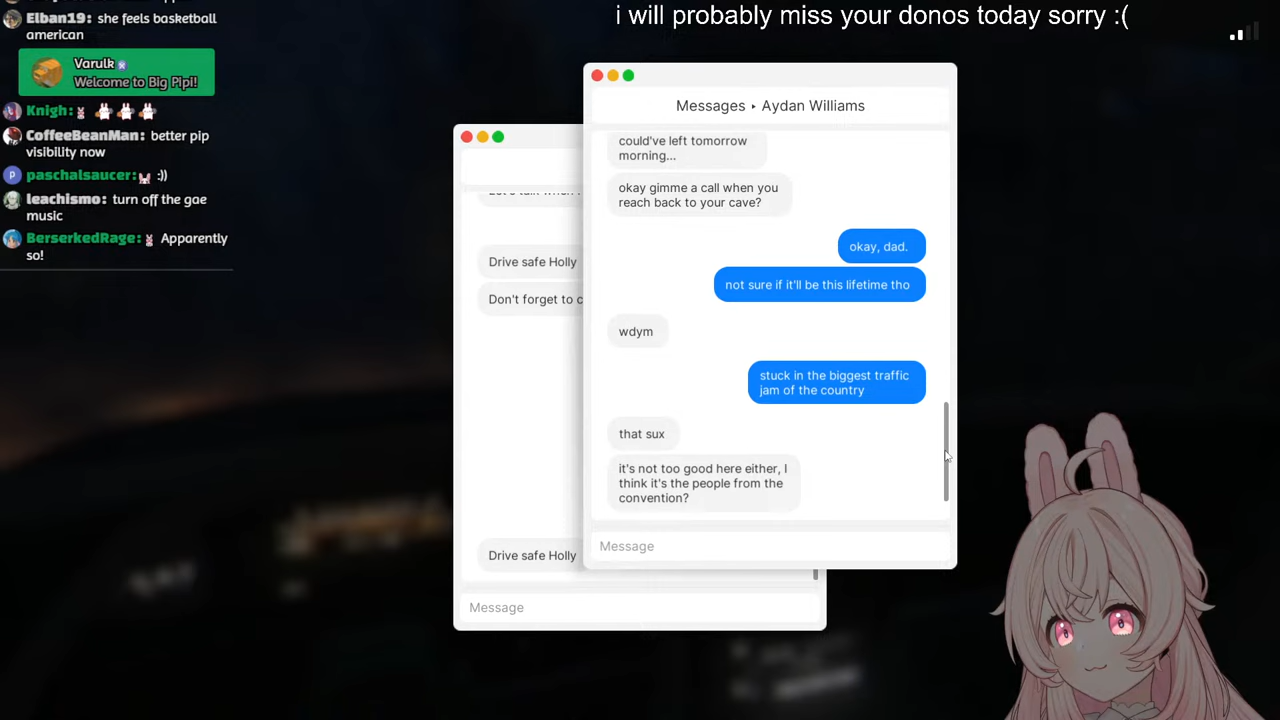 i will probably miss your donos today sorry :(
Elban19: she feels basketball
american
Varulk
Welcome to Big Pipi!
Knigh:
CoffeeBeanMan: better pip
visibility now
paschalsaucer: :))
leachismo: turn off the gae
music
BerserkedRage: Apparently
so!
Drive safe Holly
Don't forget to c
Drive safe Holly
Message
Messages ▸ Aydan Williams
could've left tomorrow
morning...
okay gimme a call when you
reach back to your cave?
okay, dad.
not sure if it'll be this lifetime tho
wdym
stuck in the biggest traffic
jam of the country
that sux
it's not too good here either, I
think it's the people from the
convention?
Message